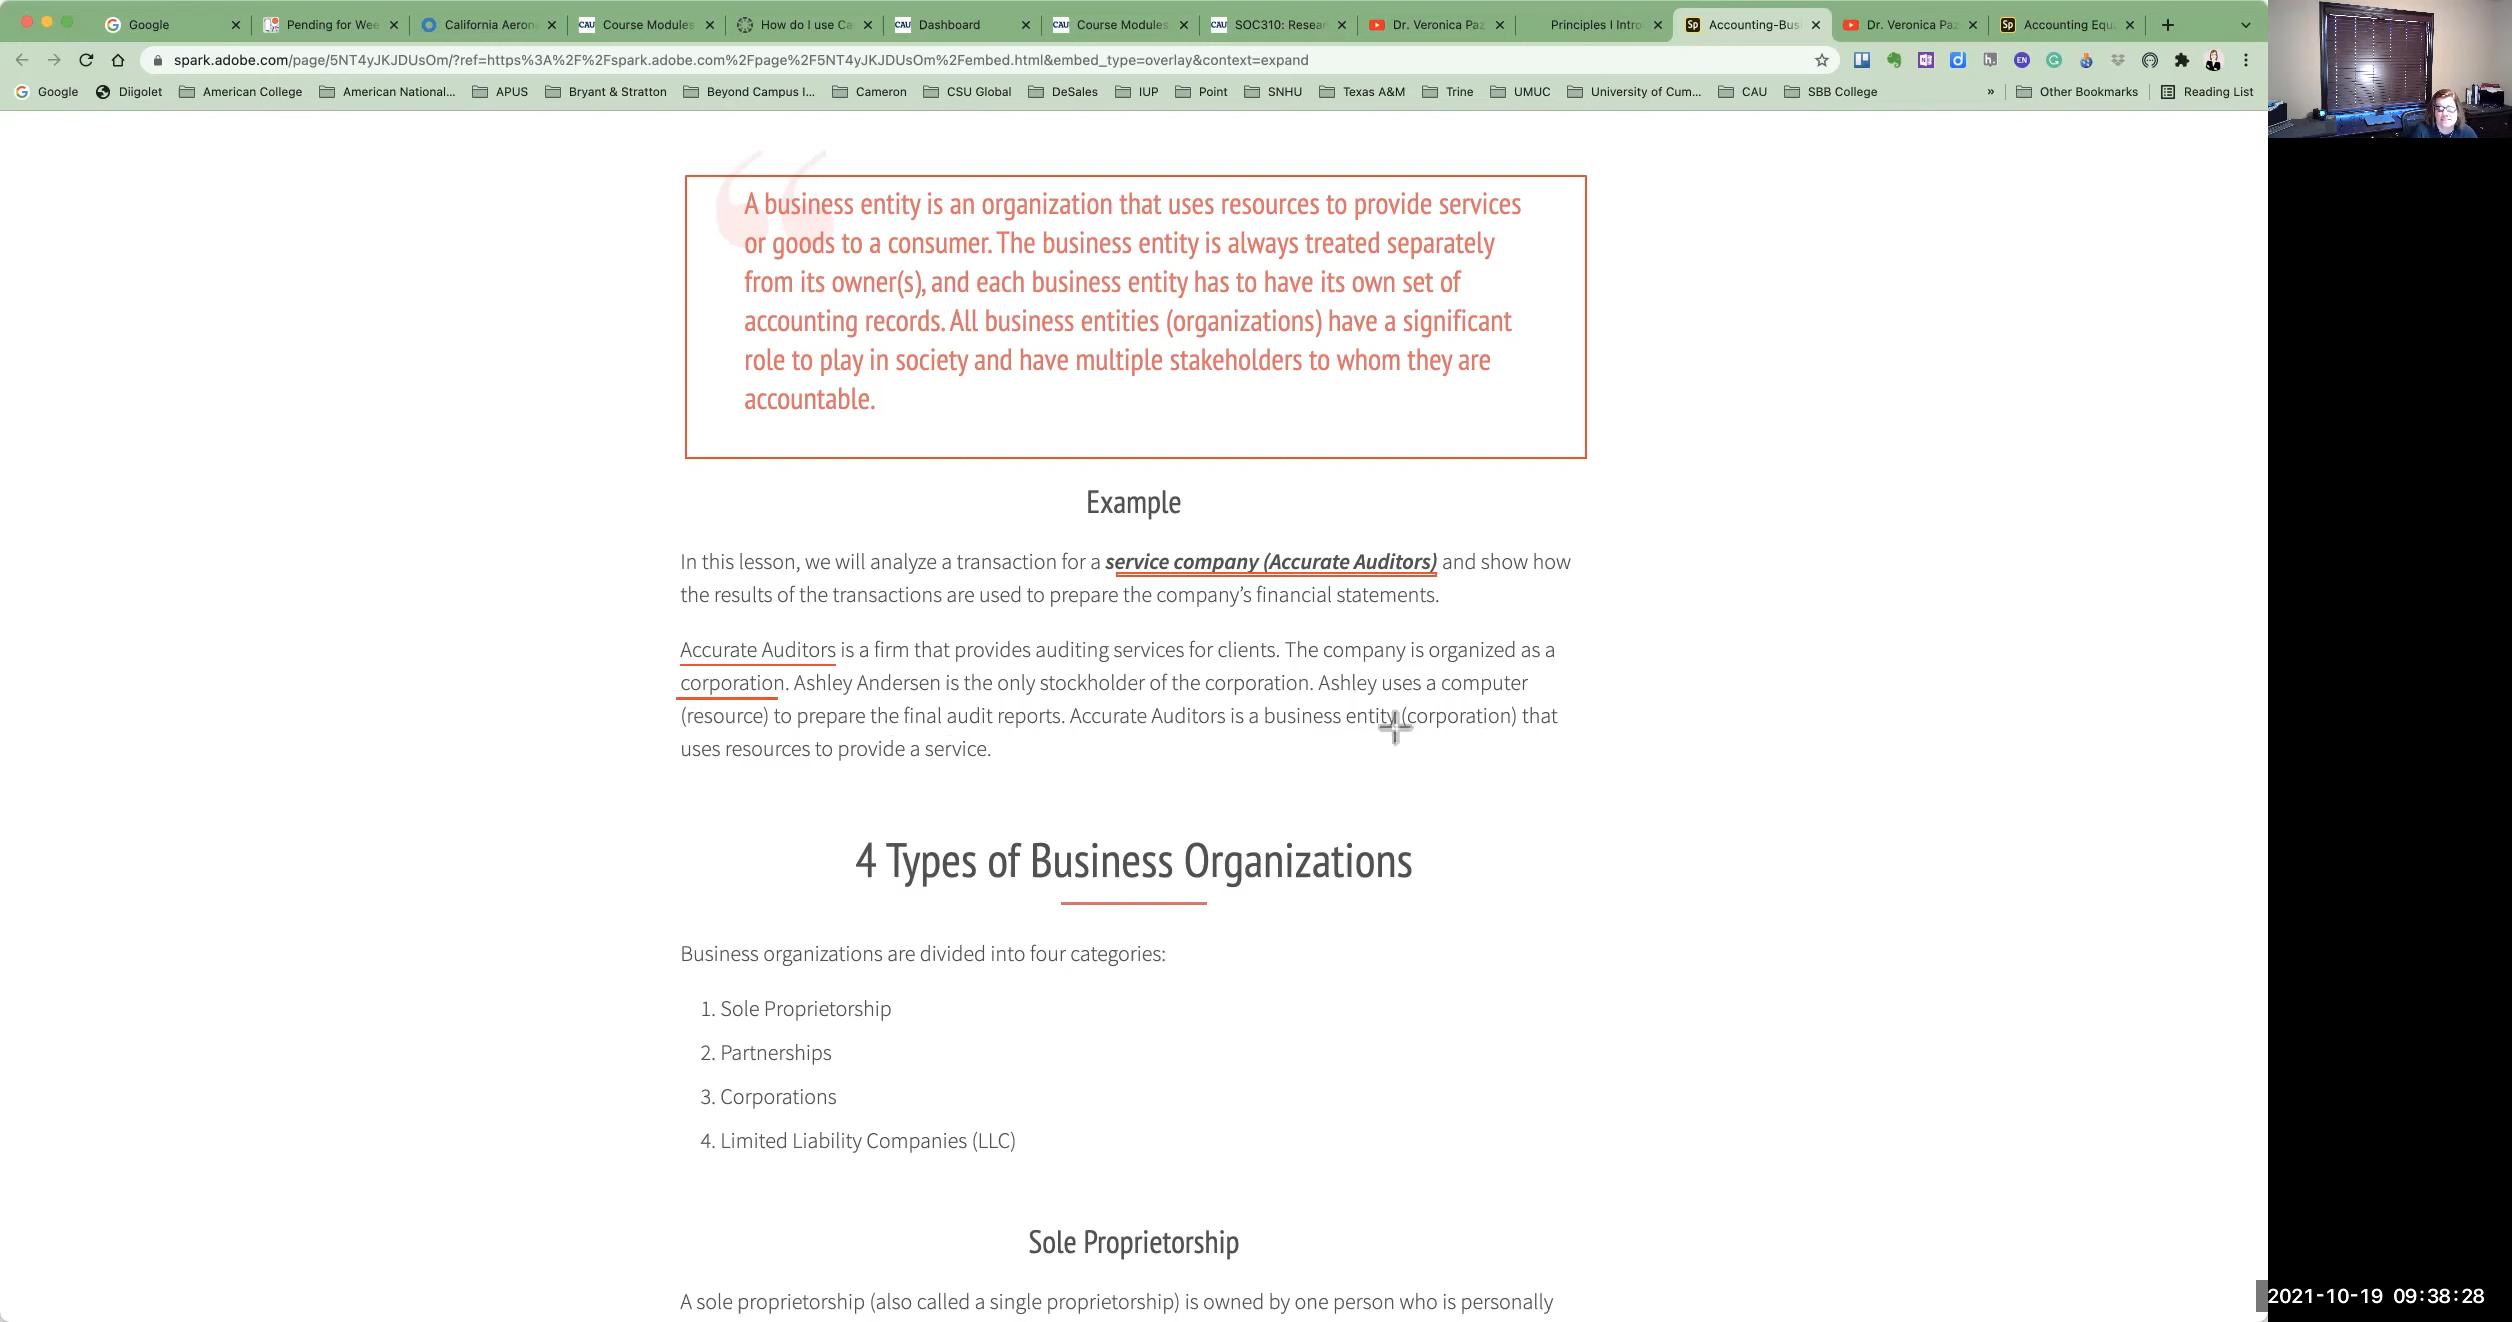 Google
Pending for Wee
California Aeron
Course Modules
How do I use Ca
Dashboard
Course Modules
SOC310: Resear
Dr. Veronica Paz
Principles I Intro
Accounting-Bus
Dr. Veronica Paz
Accounting Equ
spark.adobe.com/page/5NT4yJKJDUsOm/?ref=https%3A%2F%2Fspark.adobe.com%2Fpage%2F5NT4yJKJDUsOm%2Fembed.html&embed_type=overlay&context=expand
Google Diigolet American College American National... APUS Bryant & Stratton Beyond Campus I... Cameron CSU Global DeSales IUP Point SNHU Texas A&M Trine UMUC University of Cum... CAU SBB College » Other Bookmarks Reading List
A business entity is an organization that uses resources to provide services
or goods to a consumer. The business entity is always treated separately
from its owner(s), and each business entity has to have its own set of
accounting records. All business entities (organizations) have a significant
role to play in society and have multiple stakeholders to whom they are
accountable.
Example
In this lesson, we will analyze a transaction for a service company (Accurate Auditors) and show how
the results of the transactions are used to prepare the company’s financial statements.
Accurate Auditors is a firm that provides auditing services for clients. The company is organized as a
corporation. Ashley Andersen is the only stockholder of the corporation. Ashley uses a computer
(resource) to prepare the final audit reports. Accurate Auditors is a business entity (corporation) that
uses resources to provide a service.
4 Types of Business Organizations
Business organizations are divided into four categories:
1. Sole Proprietorship
2. Partnerships
3. Corporations
4. Limited Liability Companies (LLC)
Sole Proprietorship
A sole proprietorship (also called a single proprietorship) is owned by one person who is personally
2021-10-19 09:38:28